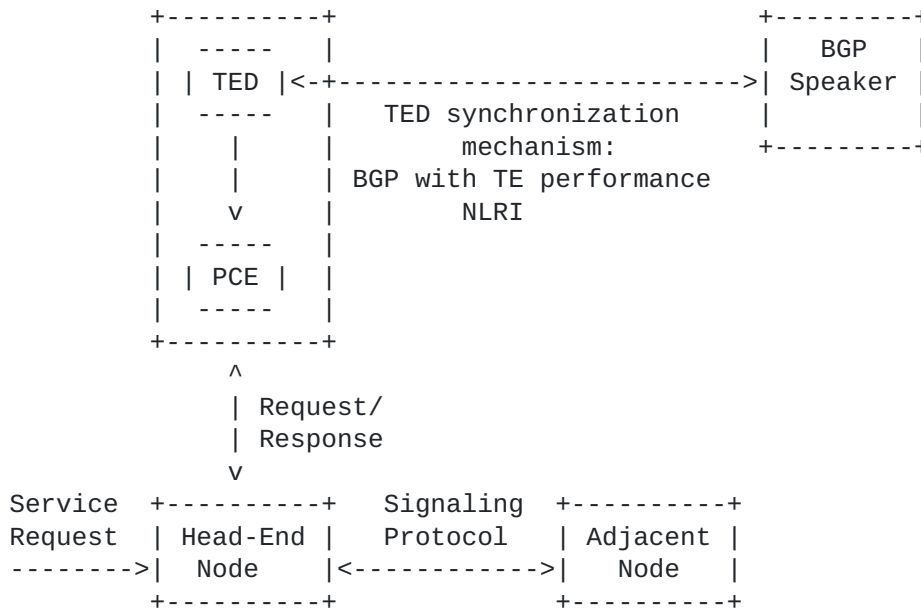 BGP
TED Speaker
TED synchronization
mechanism:
BGP with TE performance
v NLRI
PCE
Request/
Response
v
Service Signaling
Request Head-End Protocol Adjacent
Node Node